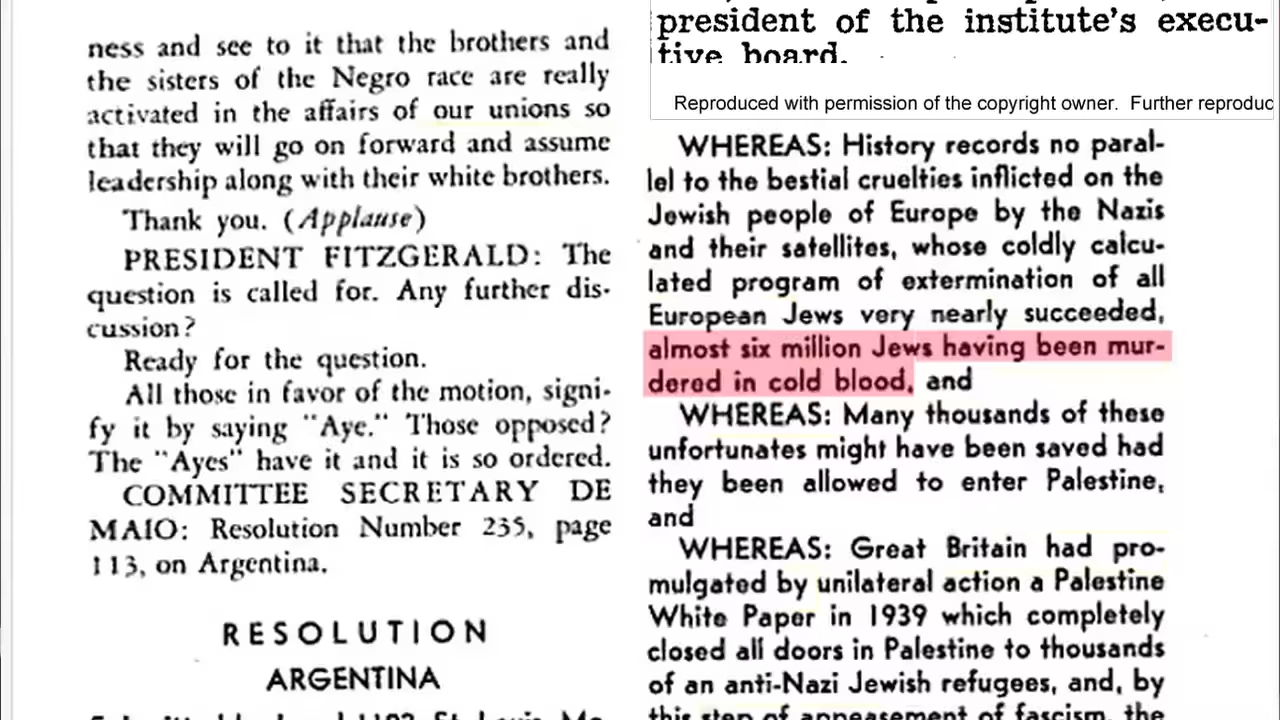 ness and see to it that the brothers and
the sisters of the Negro race are really
activated in the affairs of our unions so
that they will go on forward and assume
leadership along with their white brothers.
Thank you. (Applause)
PRESIDENT FITZGERALD: The
question is called for. Any further dis-
cussion?
Ready for the question.
All those in favor of the motion, signi-
fy it by saying "Aye." Those opposed?
The "Ayes" have it and it is so ordered.
COMMITTEE SECRETARY DE
MAIO: Resolution Number 235, page
113, on Argentina.
RESOLUTION
ARGENTINA
president of the institute's execu-
tive board.
Reproduced with permission of the copyright owner. Further reproduc
WHEREAS: History records no paral-
lel to the bestial cruelties inflicted on the
Jewish people of Europe by the Nazis
and their satellites, whose coldly calcu-
lated program of extermination of all
European Jews very nearly succeeded,
almost six million Jews having been mur-
dered in cold blood, and
WHEREAS: Many thousands of these
unfortunates might have been saved had
they been allowed to enter Palestine,
and
WHEREAS: Great Britain had pro-
mulgated by unilateral action a Palestine
White Paper in 1939 which completely
closed all doors in Palestine to thousands
of an anti-Nazi Jewish refugees, and, by
this step of appeasement of fascism, the